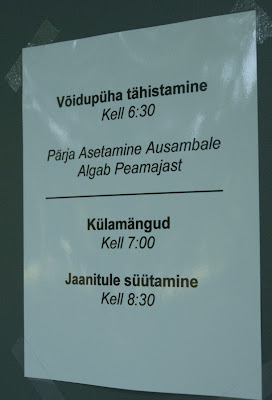 Võidupüha tähistamine
Kell 6:30
Pärja Asetamine Ausambale
Algab Peamajast
Külamängud
Kell 7:00
Jaanitule süütamine
Kell 8:30